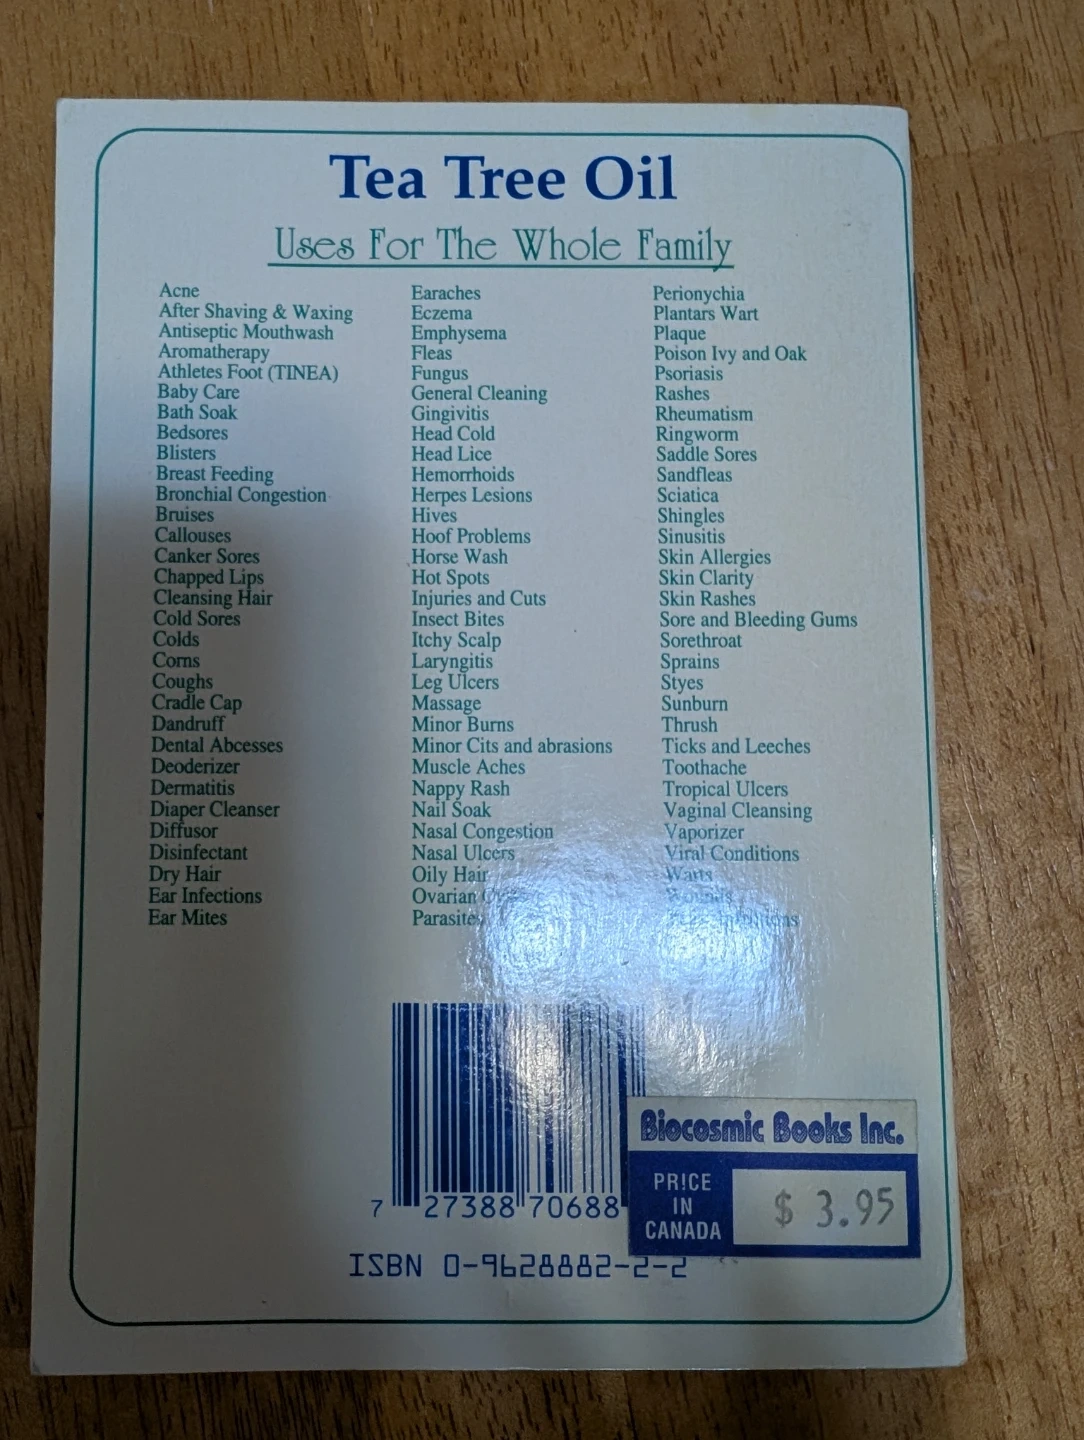 Tea Tree Oil
Uses For The Whole Family
Acne
After Shaving & Waxing
Antiseptic Mouthwash
Aromatherapy
Athletes Foot (TINEA)
Baby Care
Bath Soak
Bedsores
Blisters
Breast Feeding
Bronchial Congestion
Bruises
Callouses
Canker Sores
Chapped Lips
Cleansing Hair
Cold Sores
Colds
Corns
Coughs
Cradle Cap
Dandruff
Dental Abcesses
Deoderizer
Dermatitis
Diaper Cleanser
Diffusor
Disinfectant
Dry Hair
Ear Infections
Ear Mites
Earaches
Eczema
Emphysema
Fleas
Fungus
General Cleaning
Gingivitis
Head Cold
Head Lice
Hemorrhoids
Herpes Lesions
Hives
Hoof Problems
Horse Wash
Hot Spots
Injuries and Cuts
Insect Bites
Itchy Scalp
Laryngitis
Leg Ulcers
Massage
Minor Burns
Minor Cits and abrasions
Muscle Aches
Nappy Rash
Nail Soak
Nasal Congestion
Nasal Ulcers
Oily Hair
Ovarian
Parasites
Perionychia
Plantars Wart
Plaque
Poison Ivy and Oak
Psoriasis
Rashes
Rheumatism
Ringworm
Saddle Sores
Sandfleas
Sciatica
Shingles
Sinusitis
Skin Allergies
Skin Clarity
Skin Rashes
Sore and Bleeding Gums
Sorethroat
Sprains
Styes
Sunburn
Thrush
Ticks and Leeches
Toothache
Tropical Ulcers
Vaginal Cleansing
Vaporizer
Viral Conditions
Warts
Wounds
7 27388 70688
ISBN 0-9628882-2-2
Biocosmic Books Inc.
PRICE
IN
CANADA
$ 3.95